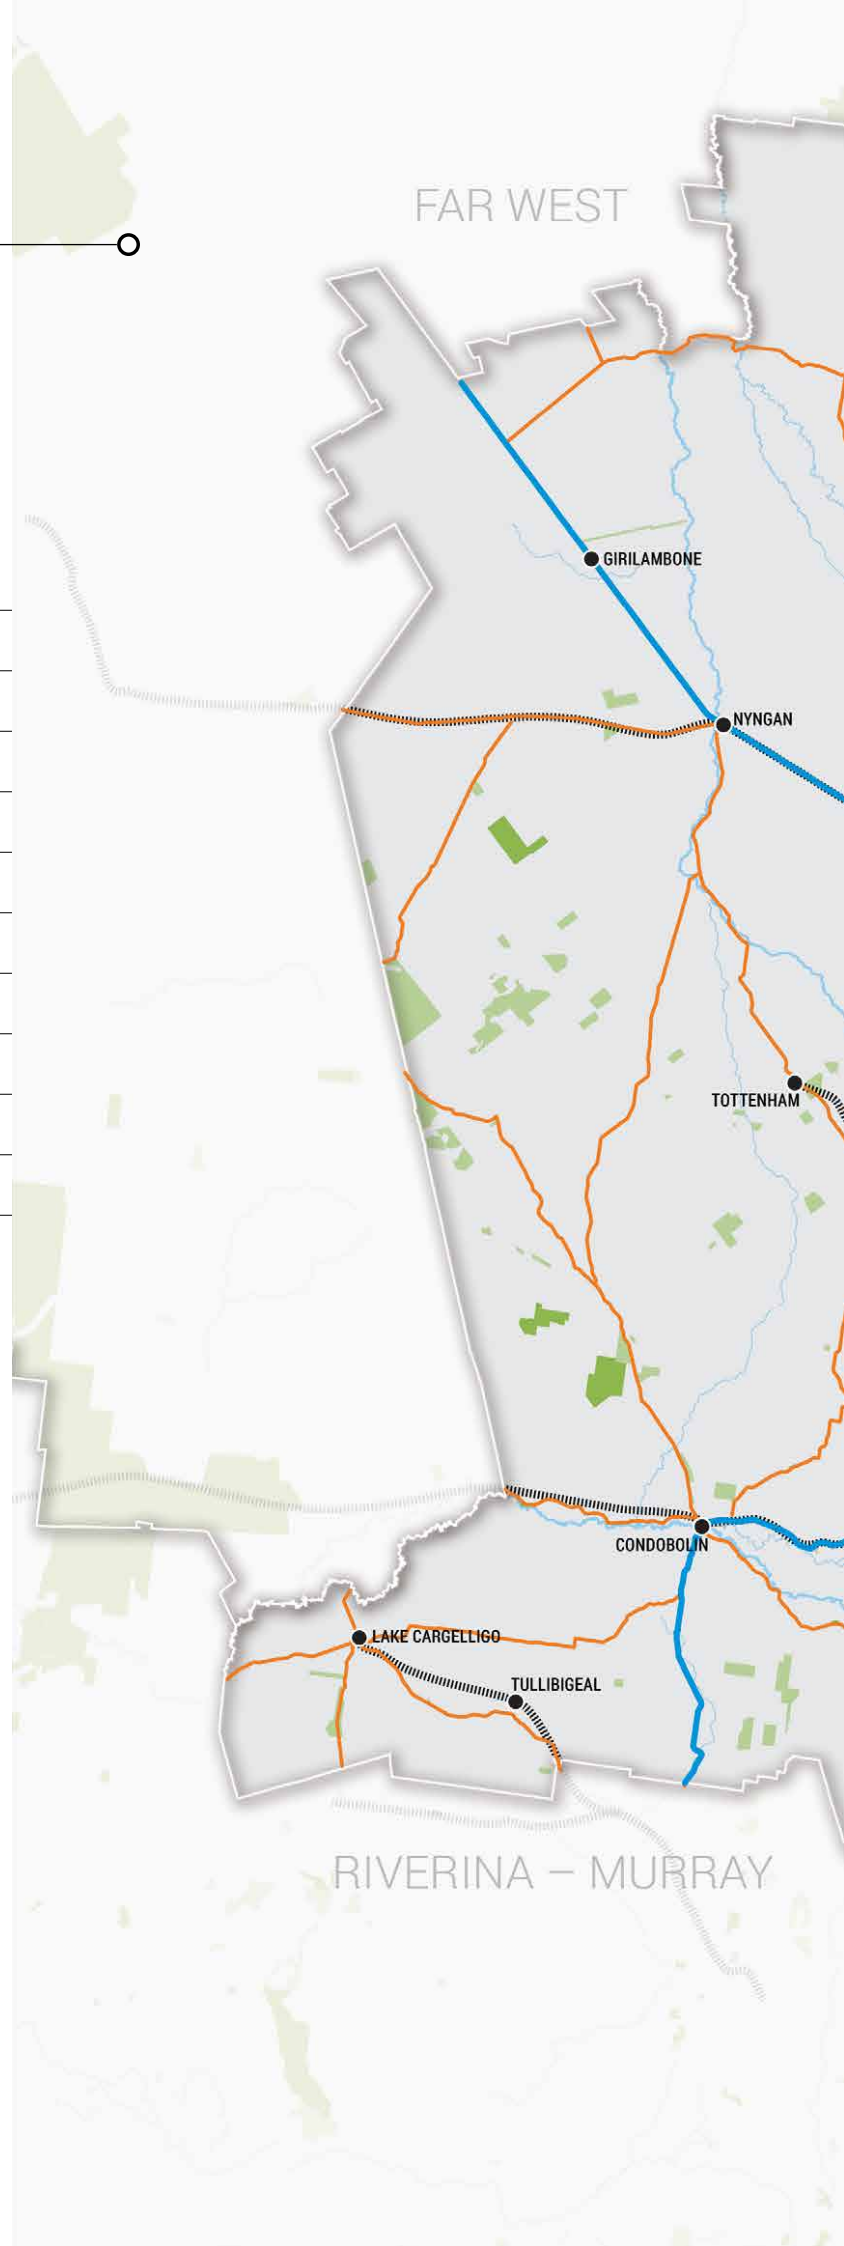 FAR WEST
GIRILAMBONE
NYNGAN
TOTTENHAM
CONDOBOLIN
LAKE CARGELLIGO
TULLIBIGEAL
RIVERINA – MURRAY